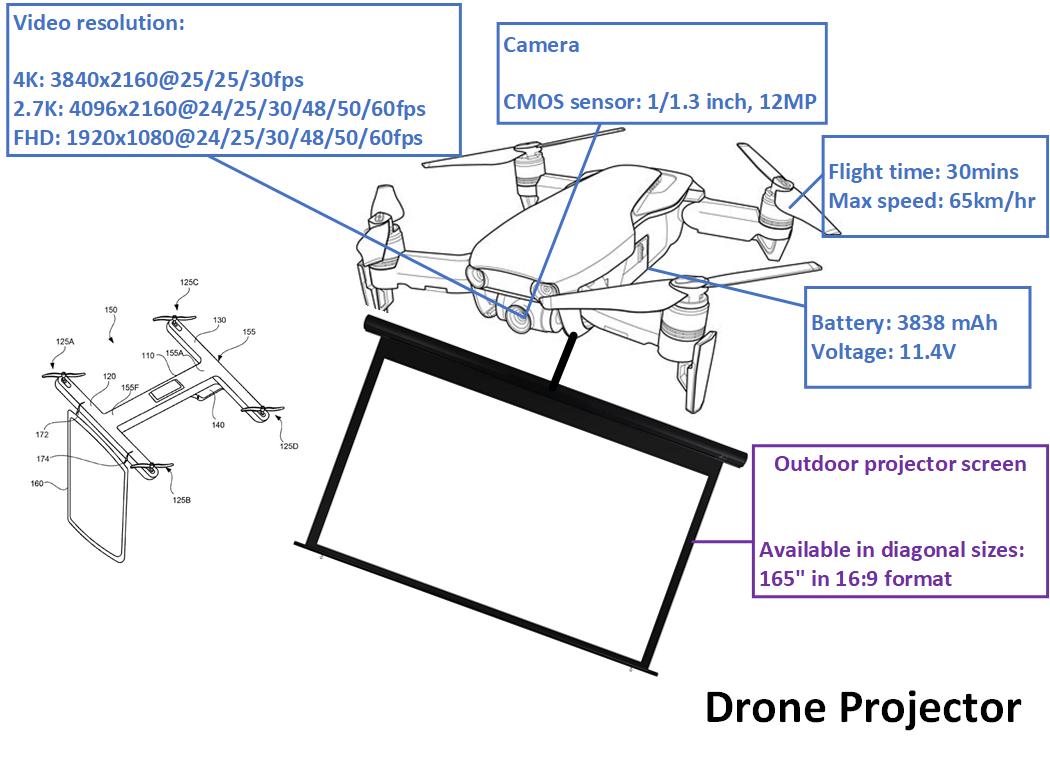 Video resolution:
4K: 3840x2160@25/25/30fps
2.7K: 4096x2160@24/25/30/48/50/60fps
FHD: 1920x1080@24/25/30/48/50/60fps
Camera
CMOS sensor: 1/1.3 inch, 12MP
Flight time: 30mins
Max speed: 65km/hr
Battery: 3838 mAh
Voltage: 11.4V
125C
150
130
155
125A
110
155A
120
155F
140
172
125D
174
160
125B
Outdoor projector screen
Available in diagonal sizes:
165" in 16:9 format
Drone Projector